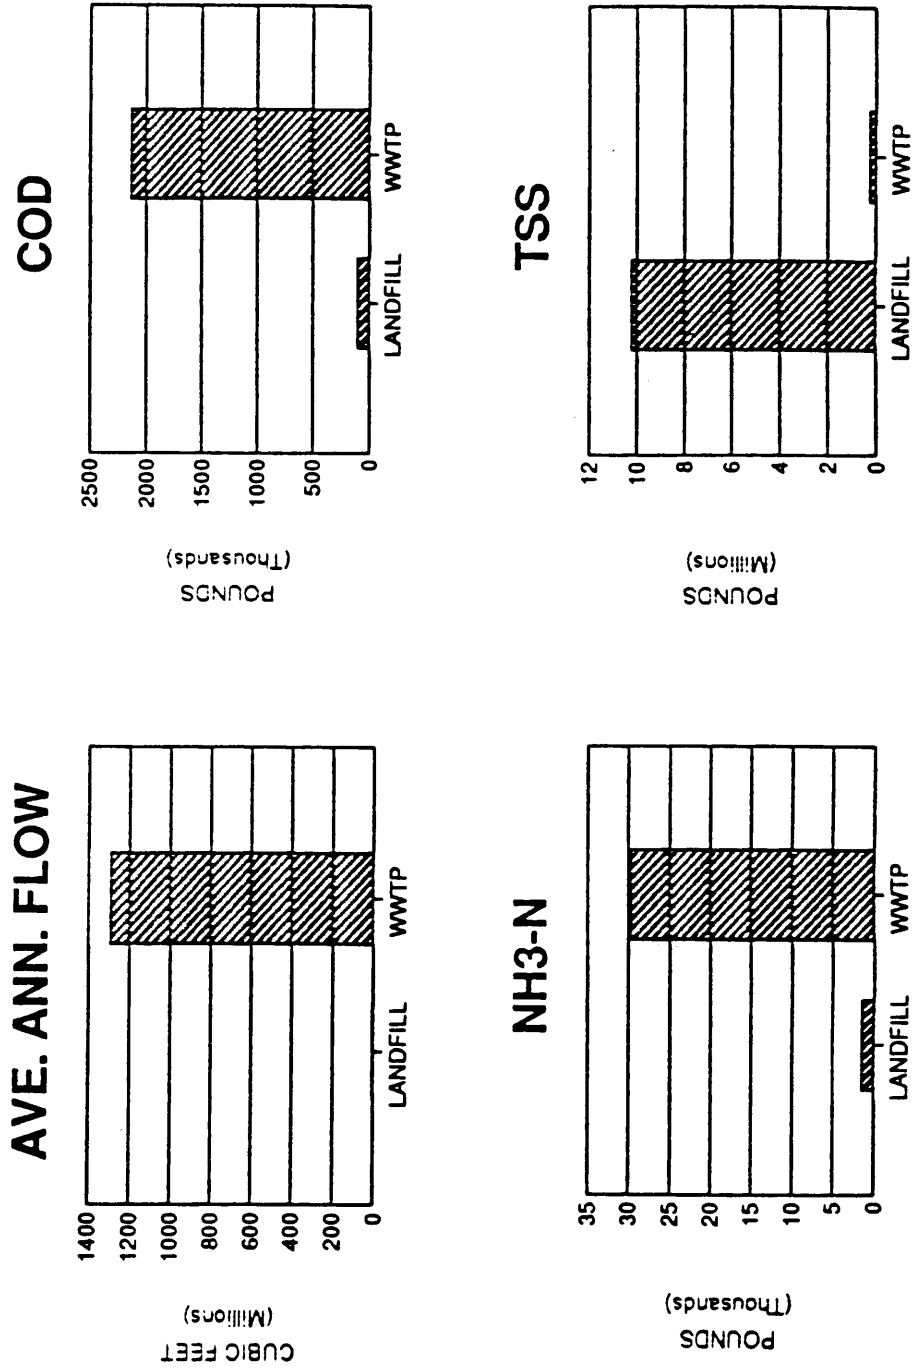 AVE. ANN. FLOW
CUBIC FEET
(Millions)
1400
1200
1000
800
600
400
200
0
LANDFILL
WWTP
COD
POUNDS
(Thousands)
2500
2000
1500
1000
500
0
LANDFILL
WWTP
NH3-N
POUNDS
(Thousands)
35
30
25
20
15
10
5
0
LANDFILL
WWTP
TSS
POUNDS
(Millions)
12
10
8
6
4
2
0
LANDFILL
WWTP